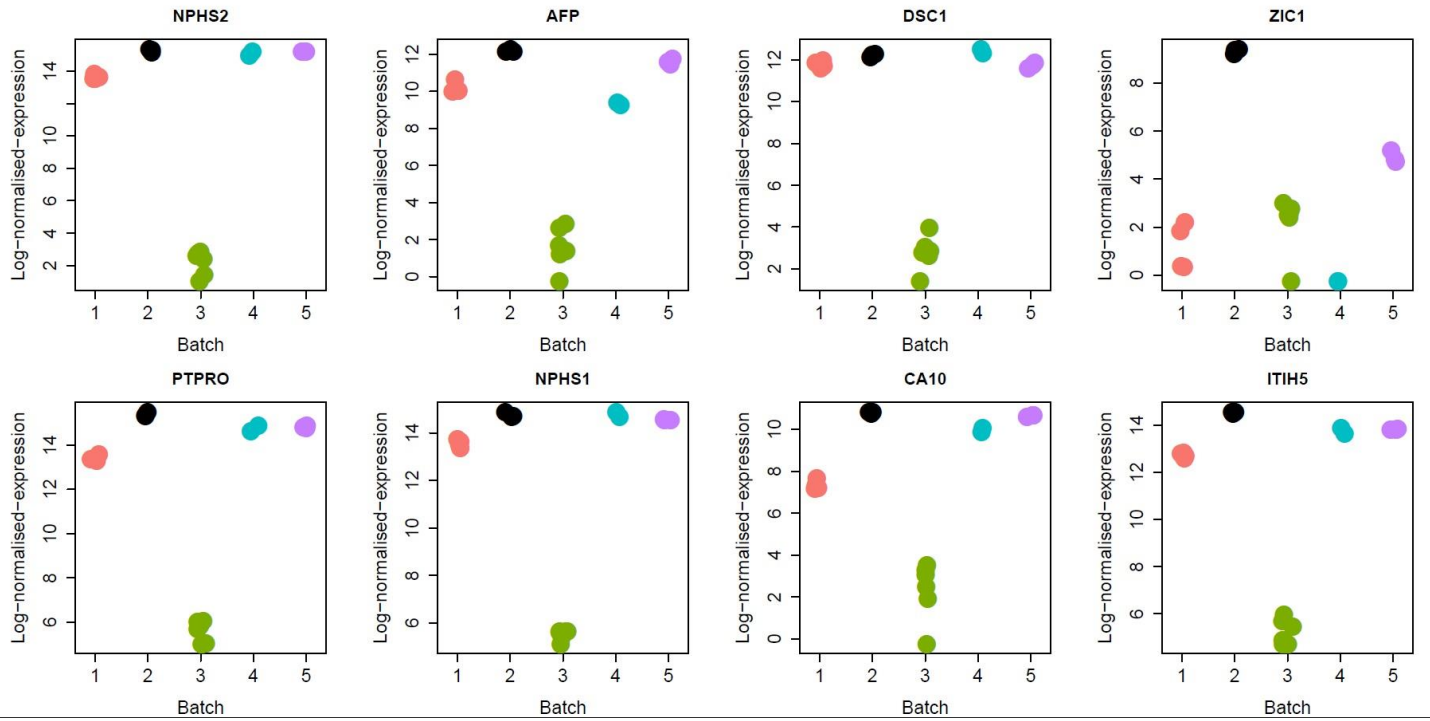 NPHS2
Log-normalised-expression
14
10
8
6
4
2
1 2 3 4 5
Batch
AFP
Log-normalised-expression
12
10
8
6
4
2
0
1 2 3 4 5
Batch
DSC1
Log-normalised-expression
12
10
8
6
4
2
1 2 3 4 5
Batch
ZIC1
Log-normalised-expression
8
6
4
2
0
1 2 3 4 5
Batch
PTPRO
Log-normalised-expression
14
12
10
8
6
1 2 3 4 5
Batch
NPHS1
Log-normalised-expression
14
12
10
8
6
1 2 3 4 5
Batch
CA10
Log-normalised-expression
10
8
6
4
2
0
1 2 3 4 5
Batch
ITIH5
Log-normalised-expression
14
12
10
8
6
1 2 3 4 5
Batch